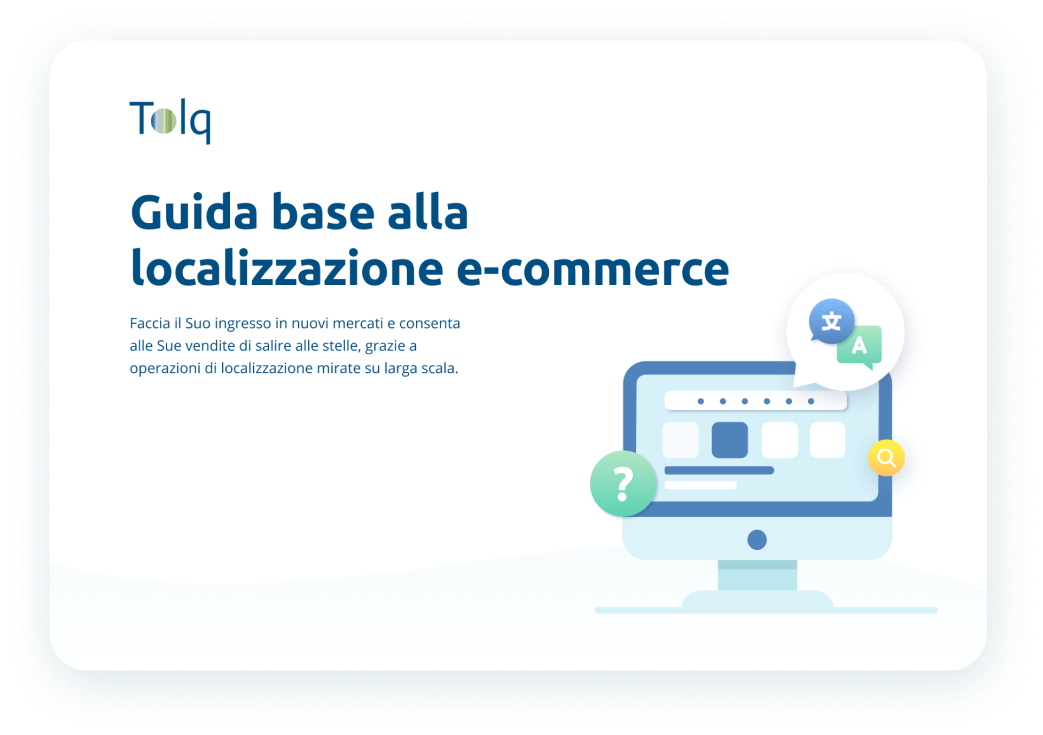 Tolq
Guida base alla
localizzazione e-commerce
Faccia il Suo ingresso in nuovi mercati e consenta
alle Sue vendite di salire alle stelle, grazie a
operazioni di localizzazione mirate su larga scala.
文
A
?